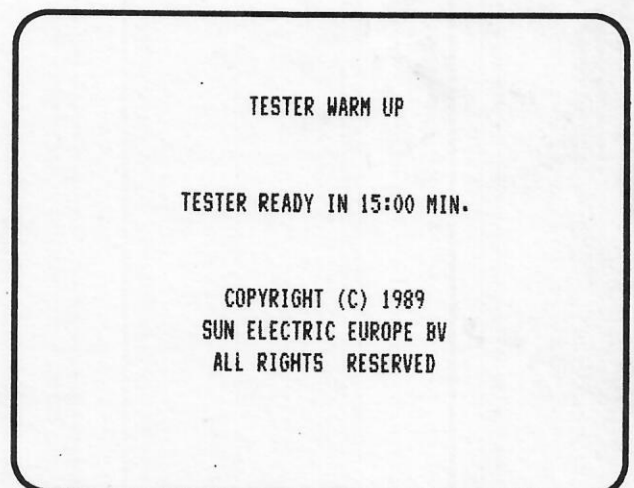 TESTER WARM UP
TESTER READY IN 15:00 MIN.
COPYRIGHT (C) 1989
SUN ELECTRIC EUROPE BV
ALL RIGHTS RESERVED